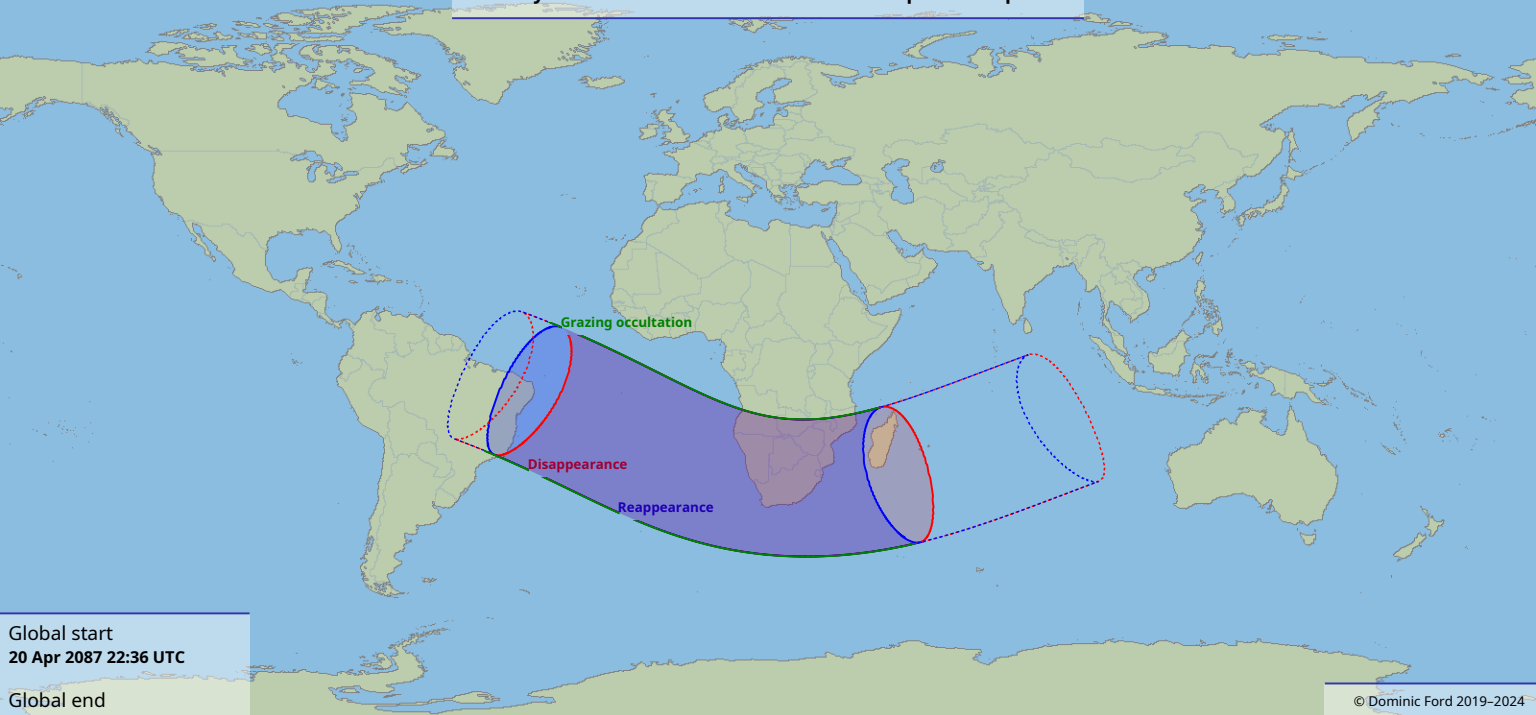 Grazing occultation
Disappearance
Reappearance
Global start
20 Apr 2087 22:36 UTC
Global end
© Dominic Ford 2019–2024